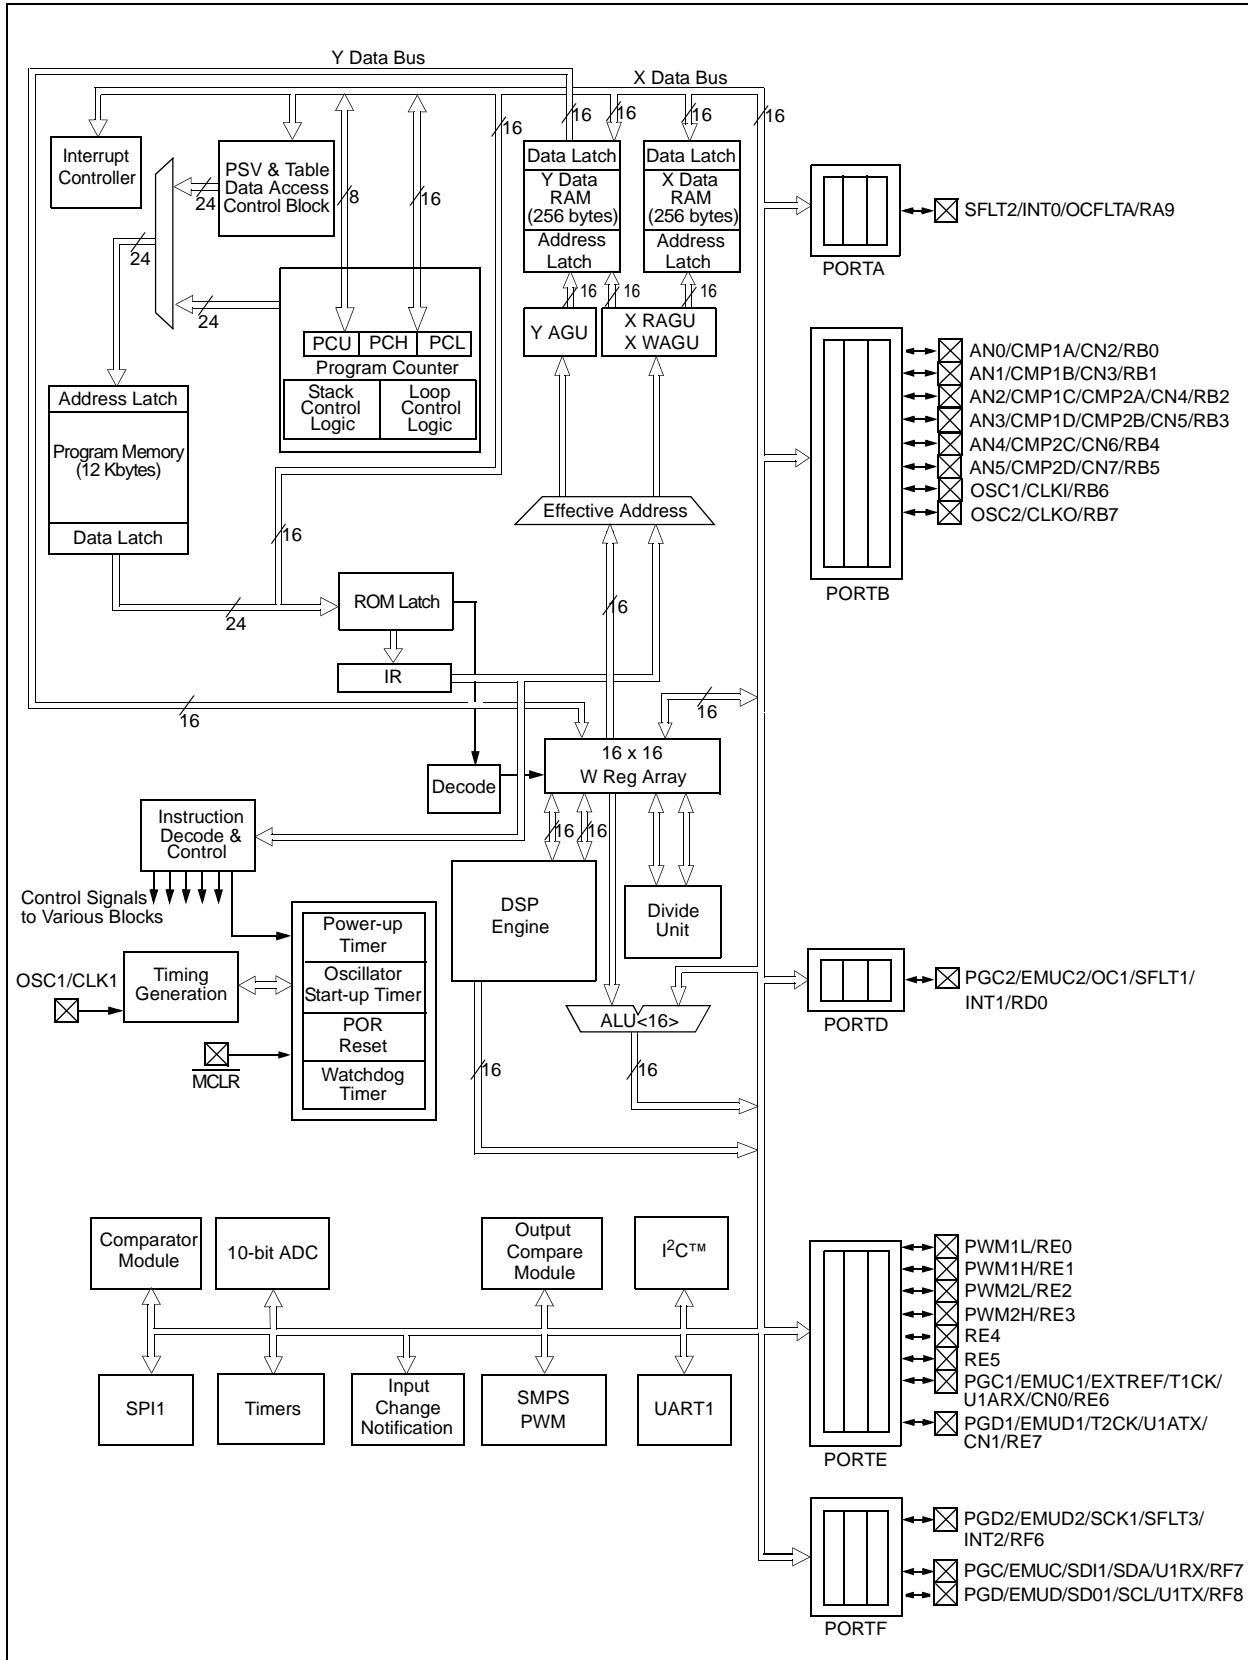 Y Data Bus
X Data Bus
16
16
16
16
16
Interrupt
Controller
PSV & Table
Data Access
Control Block
24
8
16
24
24
Data Latch
Y Data
RAM
(256 bytes)
Address
Latch
Data Latch
X Data
RAM
(256 bytes)
Address
Latch
16
16
16
Y AGU
X RAGU
X WAGU
PCU
PCH
PCL
Program Counter
Stack
Control
Logic
Loop
Control
Logic
Address Latch
Program Memory
(12 Kbytes)
Data Latch
16
24
Effective Address
16
ROM Latch
IR
16
16
16 x 16
W Reg Array
Decode
Instruction
Decode &
Control
Control Signals
to Various Blocks
16
16
DSP
Engine
Divide
Unit
Power-up
Timer
Oscillator
Start-up Timer
POR
Reset
Watchdog
Timer
OSC1/CLK1
Timing
Generation
MCLR
ALU<16>
16
16
Comparator
Module
10-bit ADC
Output
Compare
Module
I2C™
SPI1
Timers
Input
Change
Notification
SMPS
PWM
UART1
SFLT2/INT0/OCFLTA/RA9
PORTA
AN0/CMP1A/CN2/RB0
AN1/CMP1B/CN3/RB1
AN2/CMP1C/CMP2A/CN4/RB2
AN3/CMP1D/CMP2B/CN5/RB3
AN4/CMP2C/CN6/RB4
AN5/CMP2D/CN7/RB5
OSC1/CLKI/RB6
OSC2/CLKO/RB7
PORTB
PGC2/EMUC2/OC1/SFLT1/
INT1/RD0
PORTD
PWM1L/RE0
PWM1H/RE1
PWM2L/RE2
PWM2H/RE3
RE4
RE5
PGC1/EMUC1/EXTREF/T1CK/
U1ARX/CN0/RE6
PGD1/EMUD1/T2CK/U1ATX/
CN1/RE7
PORTE
PGD2/EMUD2/SCK1/SFLT3/
INT2/RF6
PGC/EMUC/SDI1/SDA/U1RX/RF7
PGD/EMUD/SD01/SCL/U1TX/RF8
PORTF